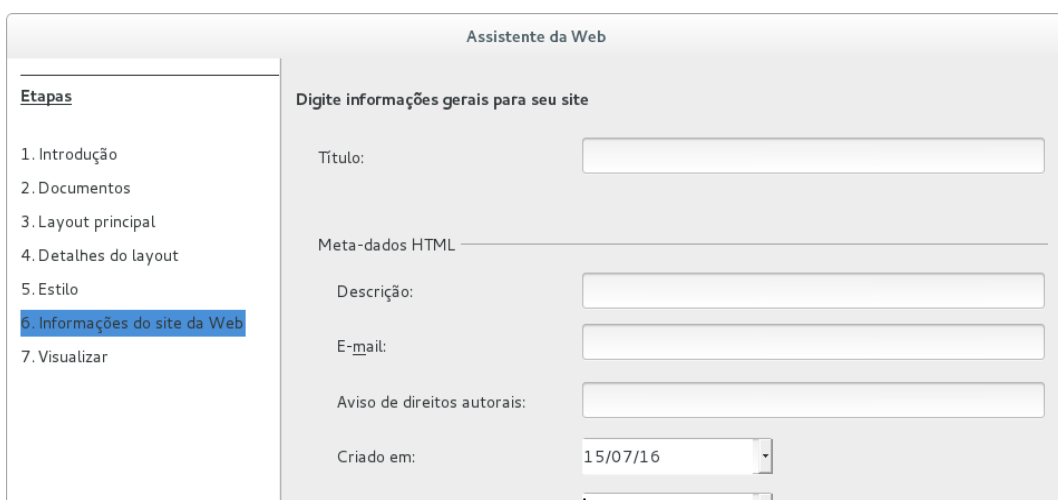 Assistente da Web
Etapas
1. Introdução
2. Documentos
3. Layout principal
4. Detalhes do layout
5. Estilo
6. Informações do site da Web
7. Visualizar
Digite informações gerais para seu site
Título:
Meta-dados HTML
Descrição:
E-mail:
Aviso de direitos autorais:
Criado em:
15/07/16